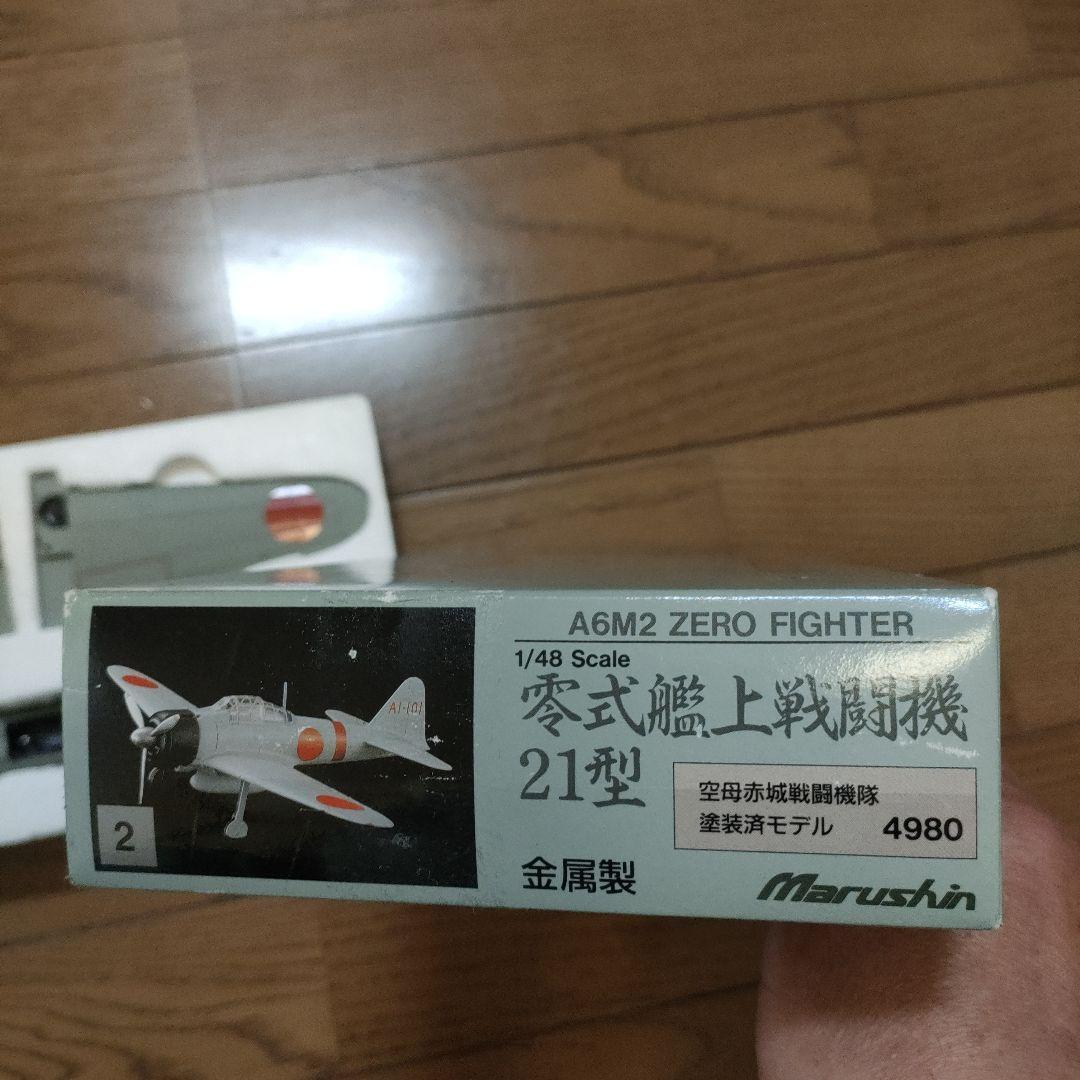 A6M2 ZERO FIGHTER
1/48 Scale
零式艦上戦闘機
21型
空母赤城戦闘機隊
塗装済モデル 4980
金属製
Marushin
AI-101
2